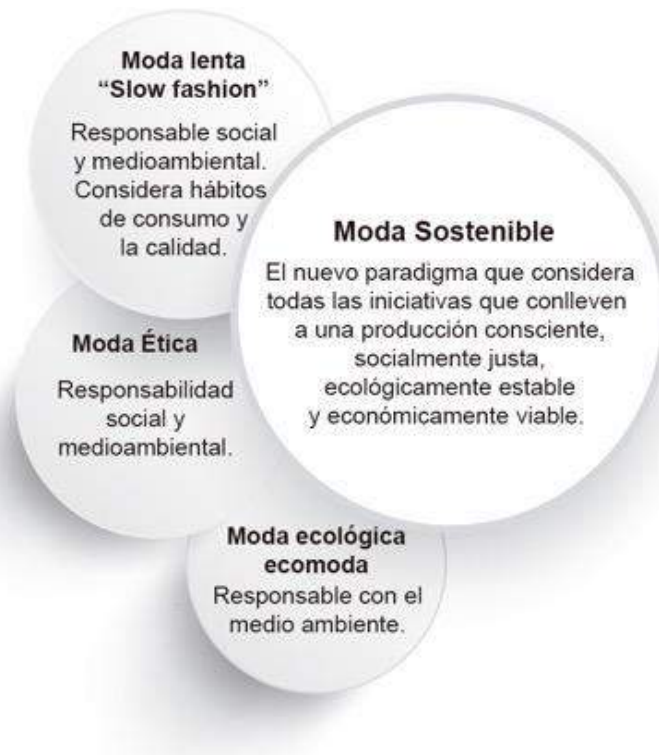 Moda lenta
“Slow fashion”
Responsable social
y medioambiental.
Considera hábitos
de consumo y
la calidad.
Moda Sostenible
El nuevo paradigma que considera
todas las iniciativas que conlleven
a una producción consciente,
socialmente justa,
ecológicamente estable
y económicamente viable.
Moda Ética
Responsabilidad
social y
medioambiental.
Moda ecológica
ecomoda
Responsable con el
medio ambiente.